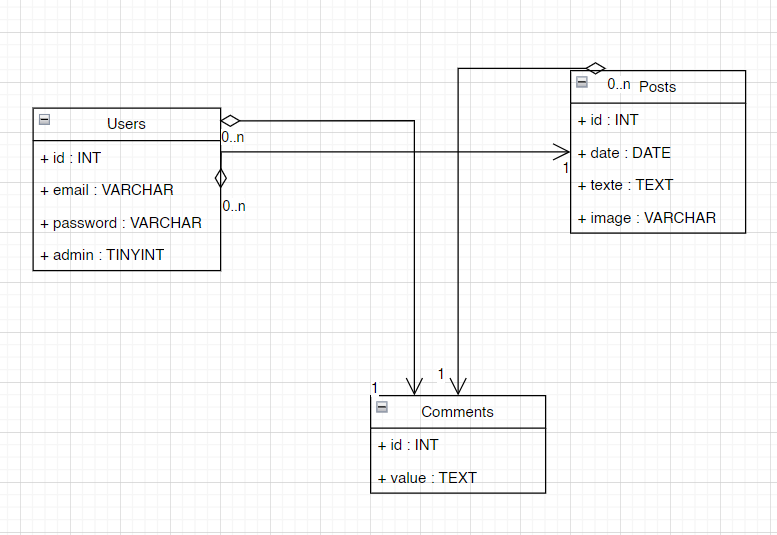 Users
+ id : INT
+ email : VARCHAR
+ password : VARCHAR
+ admin : TINYINT
0..n
0..n
0..n
Posts
+ id : INT
+ date : DATE
+ texte : TEXT
+ image : VARCHAR
1
1
1
Comments
+ id : INT
+ value : TEXT